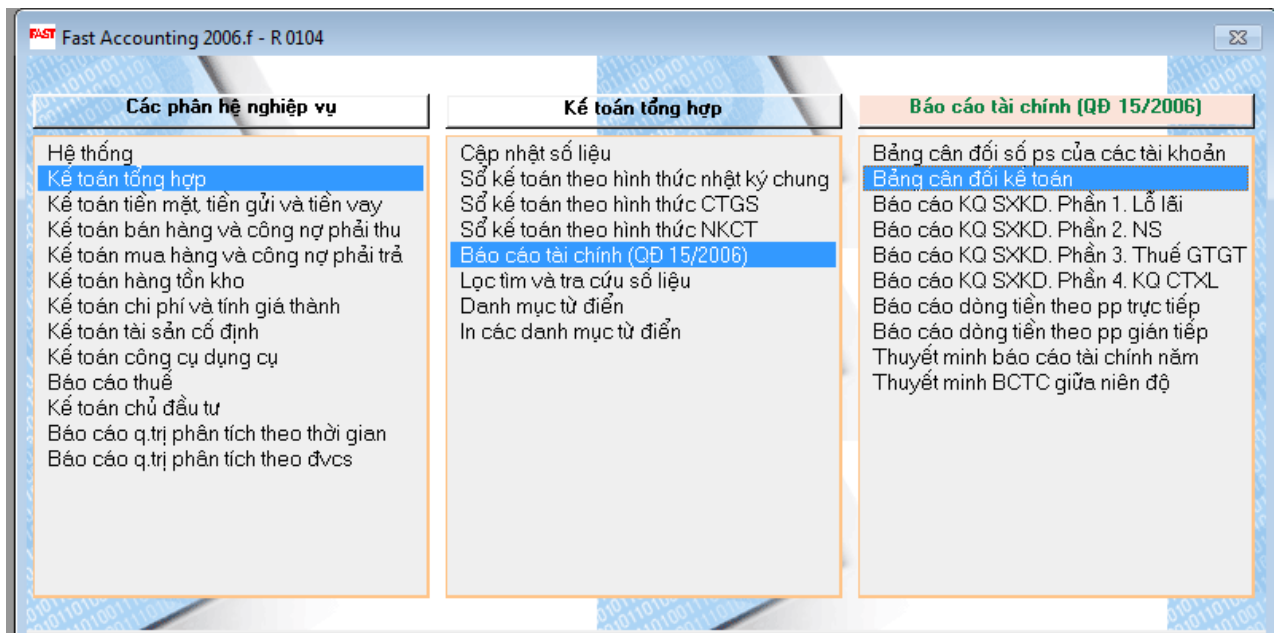 FAST Fast Accounting 2006.f - R 0104
Các phân hệ nghiệp vụ
Hệ thống
Kế toán tổng hợp
Kế toán tiền mặt, tiền gửi và tiền vay
Kế toán bán hàng và công nợ phải thu
Kế toán mua hàng và công nợ phải trả
Kế toán hàng tồn kho
Kế toán chi phí và tính giá thành
Kế toán tài sản cố định
Kế toán công cụ dụng cụ
Báo cáo thuế
Kế toán chủ đầu tư
Báo cáo q.trị phân tích theo thời gian
Báo cáo q.trị phân tích theo đvcs
Kế toán tổng hợp
Cập nhật số liệu
Sổ kế toán theo hình thức nhật ký chung
Sổ kế toán theo hình thức CTGS
Sổ kế toán theo hình thức NKCT
Báo cáo tài chính (QĐ 15/2006)
Lọc tìm và tra cứu số liệu
Danh mục từ điển
In các danh mục từ điển
Báo cáo tài chính (QĐ 15/2006)
Bảng cân đối số ps của các tài khoản
Bảng cân đối kế toán
Báo cáo KQ SXKD. Phần 1. Lỗ lãi
Báo cáo KQ SXKD. Phần 2. NS
Báo cáo KQ SXKD. Phần 3. Thuế GTGT
Báo cáo KQ SXKD. Phần 4. KQ CTXL
Báo cáo dòng tiền theo pp trực tiếp
Báo cáo dòng tiền theo pp gián tiếp
Thuyết minh báo cáo tài chính năm
Thuyết minh BCTC giữa niên độ